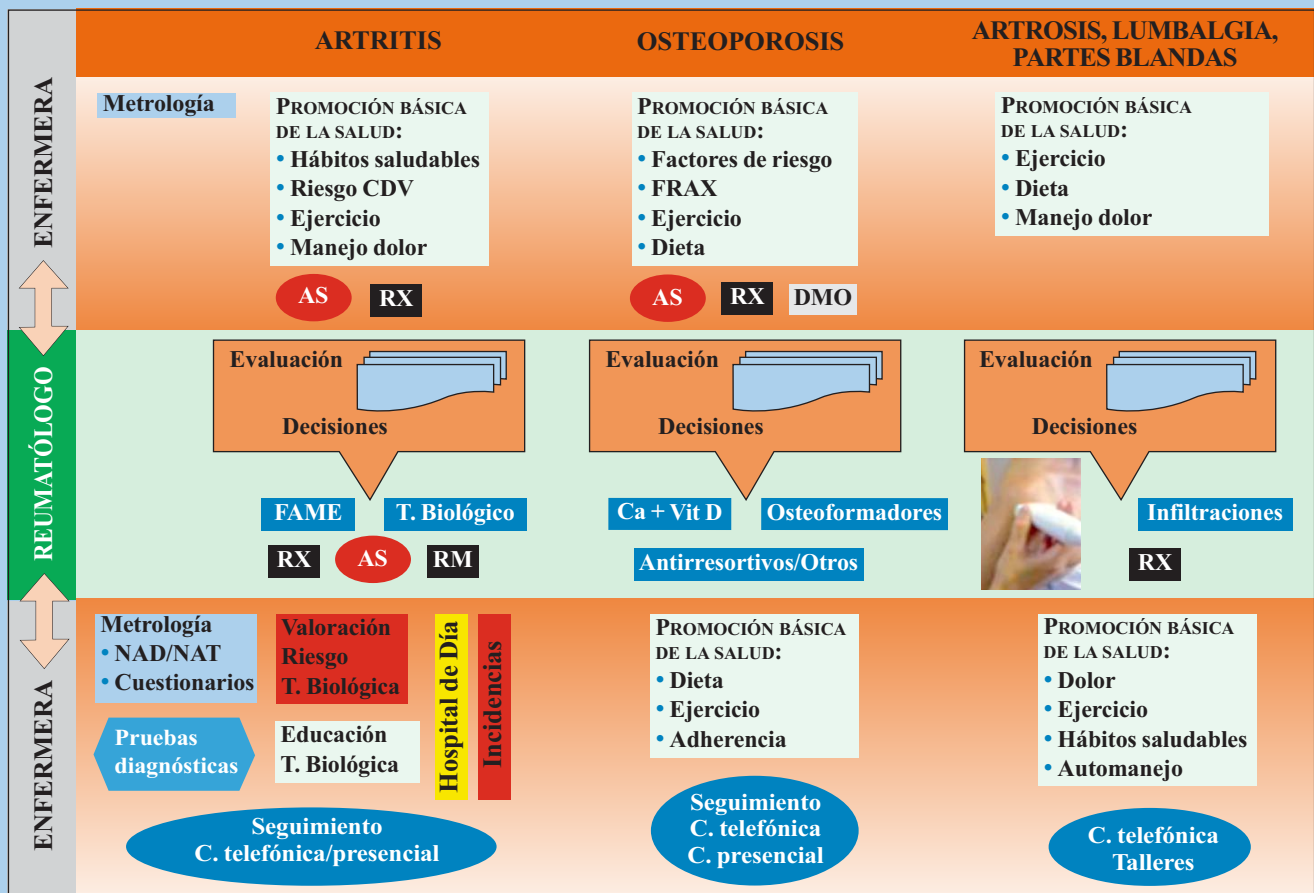 ARTRITIS
OSTEOPOROSIS
ARTROSIS, LUMBALGIA,
PARTES BLANDAS
ENFERMERA
Metrología
PROMOCIÓN BÁSICA
DE LA SALUD:
• Hábitos saludables
• Riesgo CDV
• Ejercicio
• Manejo dolor
AS
RX
PROMOCIÓN BÁSICA
DE LA SALUD:
• Factores de riesgo
• FRAX
• Ejercicio
• Dieta
AS
RX
DMO
PROMOCIÓN BÁSICA
DE LA SALUD:
• Ejercicio
• Dieta
• Manejo dolor
REUMATÓLOGO
Evaluación
Decisiones
FAME
T. Biológico
RX
AS
RM
Evaluación
Decisiones
Ca + Vit D
Osteoformadores
Antirresortivos/Otros
Evaluación
Decisiones
Infiltraciones
RX
ENFERMERA
Metrología
• NAD/NAT
• Cuestionarios
Valoración
Riesgo
T. Biológica
Pruebas
diagnósticas
Educación
T. Biológica
Hospital de Día
Incidencias
Seguimiento
C. telefónica/presencial
PROMOCIÓN BÁSICA
DE LA SALUD:
• Dieta
• Ejercicio
• Adherencia
Seguimiento
C. telefónica
C. presencial
PROMOCIÓN BÁSICA
DE LA SALUD:
• Dolor
• Ejercicio
• Hábitos saludables
• Automanejo
C. telefónica
Talleres